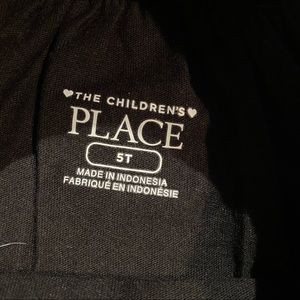 THE CHILDREN'S
PLACE
5T
MADE IN INDONESIA
FABRIQUÉ EN INDONÉSIE